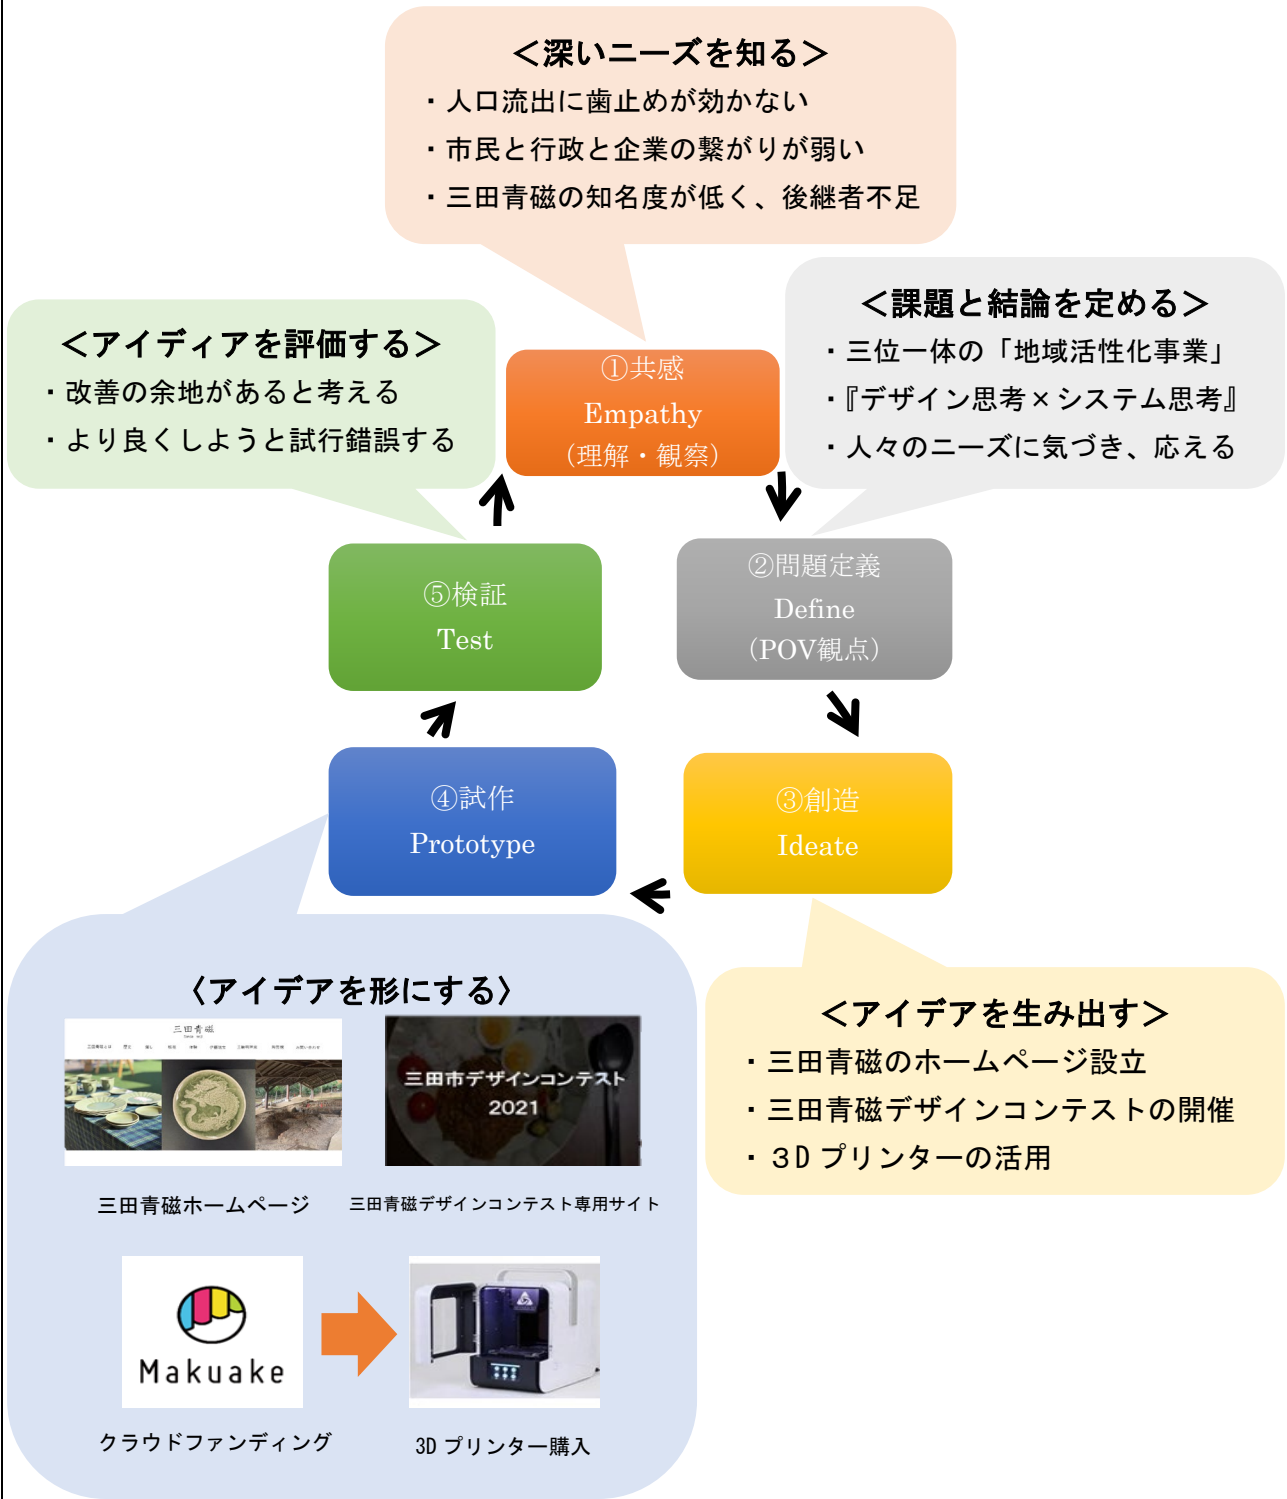 ＜深いニーズを知る＞
・人口流出に歯止めが効かない
・市民と行政と企業の繋がりが弱い
・三田青磁の知名度が低く、後継者不足
＜課題と結論を定める＞
・三位一体の「地域活性化事業」
・『デザイン思考×システム思考』
・人々のニーズに気づき、応える
＜アイディアを評価する＞
・改善の余地があると考える
・より良くしようと試行錯誤する
①共感
Empathy
（理解・観察）
②問題定義
Define
（POV観点）
⑤検証
Test
③創造
Ideate
④試作
Prototype
〈アイデアを形にする〉
三田青磁
三田市デザインコンテスト
2021
三田青磁ホームページ
三田青磁デザインコンテスト専用サイト
Makuake
クラウドファンディング
3D プリンター購入
＜アイデアを生み出す＞
・三田青磁のホームページ設立
・三田青磁デザインコンテストの開催
・３D プリンターの活用